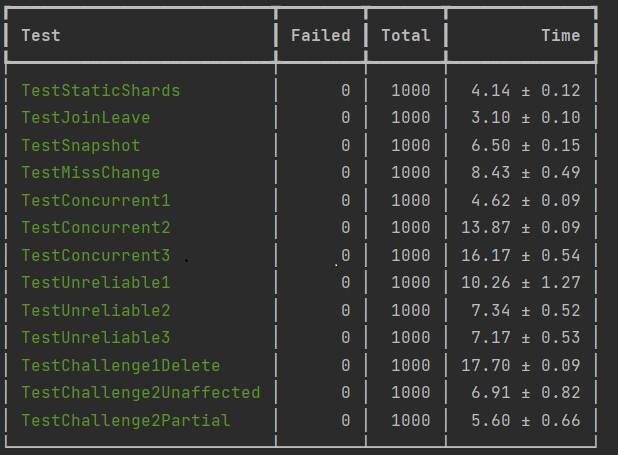 Test Failed Total Time
TestStaticShards 0 1000 4.14 ± 0.12
TestJoinLeave 0 1000 3.10 ± 0.10
TestSnapshot 0 1000 6.50 ± 0.15
TestMissChange 0 1000 8.43 ± 0.49
TestConcurrent1 0 1000 4.62 ± 0.09
TestConcurrent2 0 1000 13.87 ± 0.09
TestConcurrent3 0 1000 16.17 ± 0.54
TestUnreliable1 0 1000 10.26 ± 1.27
TestUnreliable2 0 1000 7.34 ± 0.52
TestUnreliable3 0 1000 7.17 ± 0.53
TestChallenge1Delete 0 1000 17.70 ± 0.09
TestChallenge2Unaffected 0 1000 6.91 ± 0.82
TestChallenge2Partial 0 1000 5.60 ± 0.66